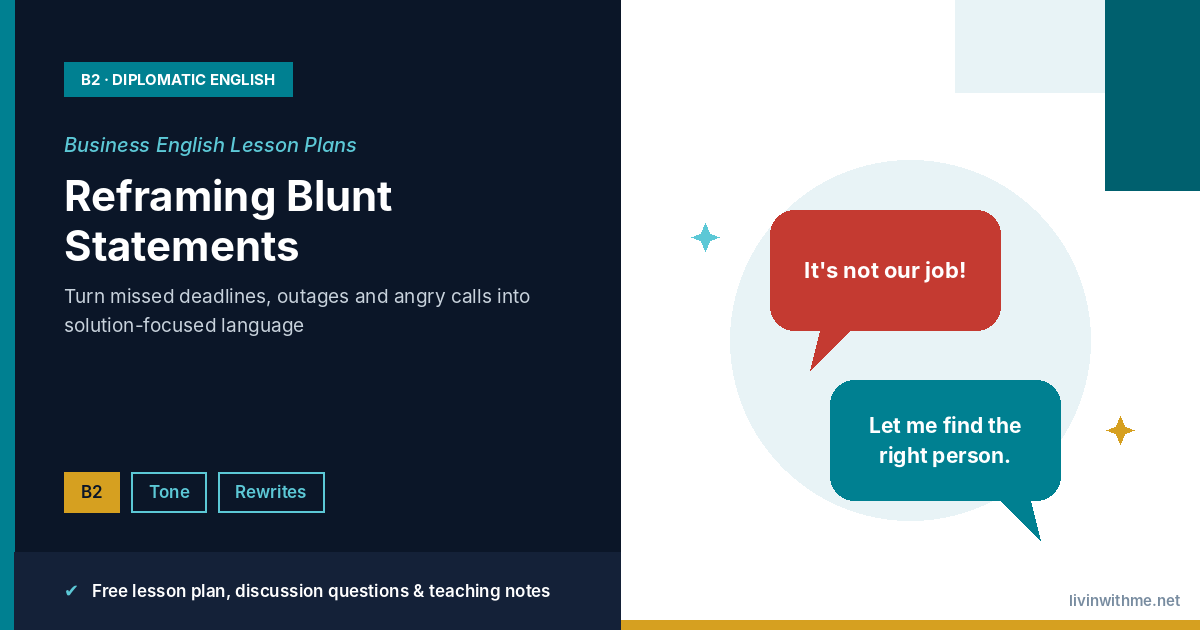 B2 · DIPLOMATIC ENGLISH
Business English Lesson Plans
Reframing Blunt
Statements
Turn missed deadlines, outages and angry calls into
solution-focused language
B2
Tone
Rewrites
✔ Free lesson plan, discussion questions & teaching notes
It's not our job!
Let me find the
right person.
livinwithme.net